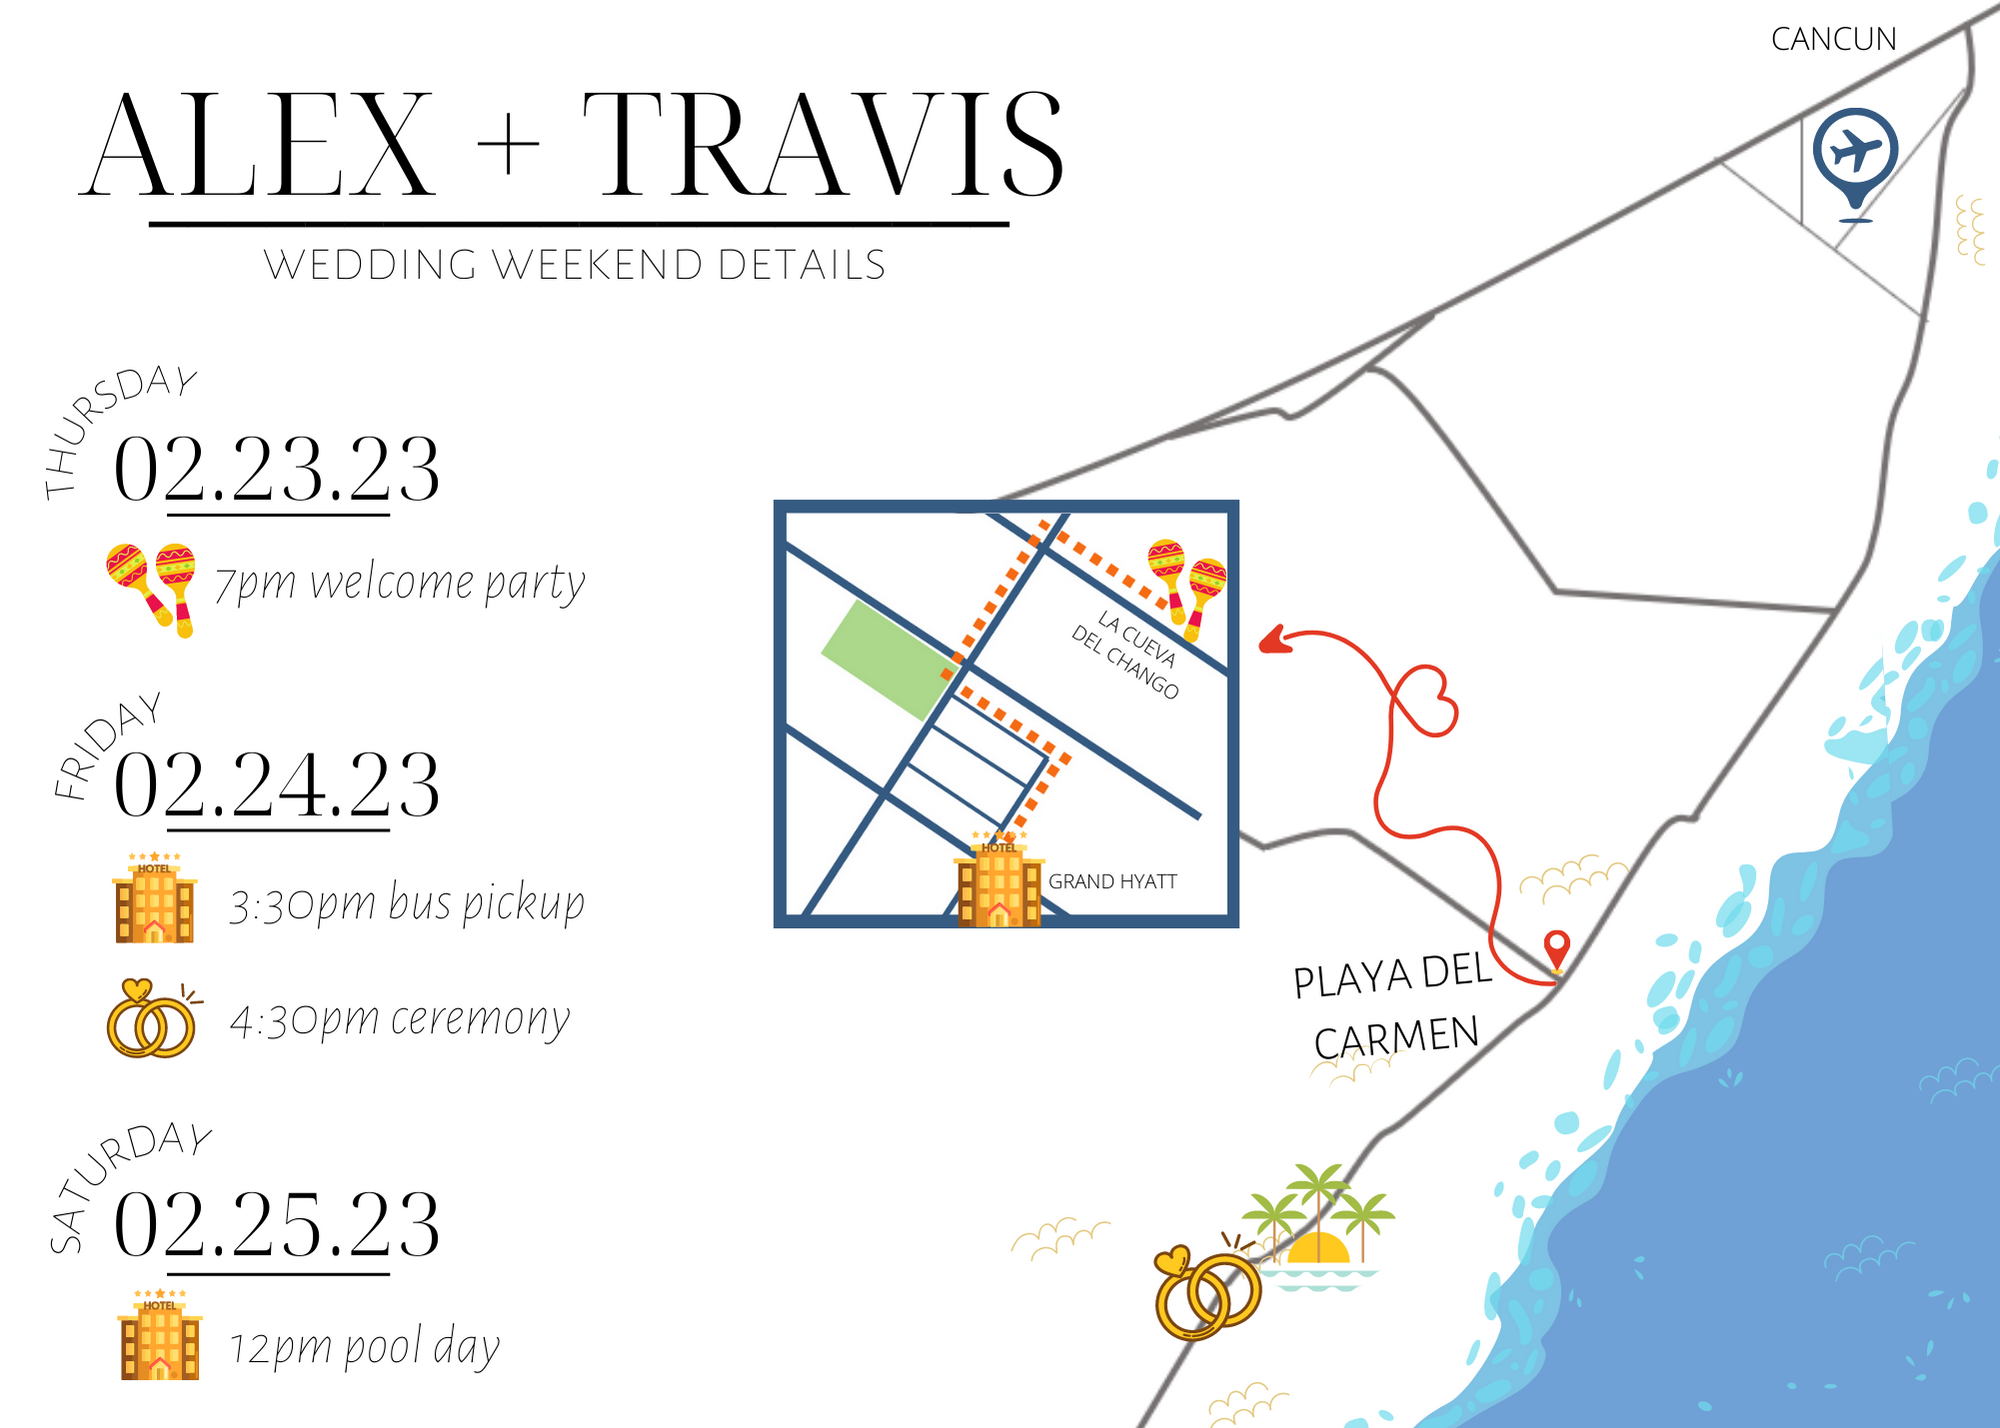 ALEX + TRAVIS
WEDDING WEEKEND DETAILS
THURSDAY
02.23.23
7pm welcome party
FRIDAY
02.24.23
HOTEL
3:30pm bus pickup
4:30pm ceremony
SATURDAY
02.25.23
HOTEL
12pm pool day
CANCUN
LA CUEVA
DEL CHANGO
HOTEL
GRAND HYATT
PLAYA DEL
CARMEN